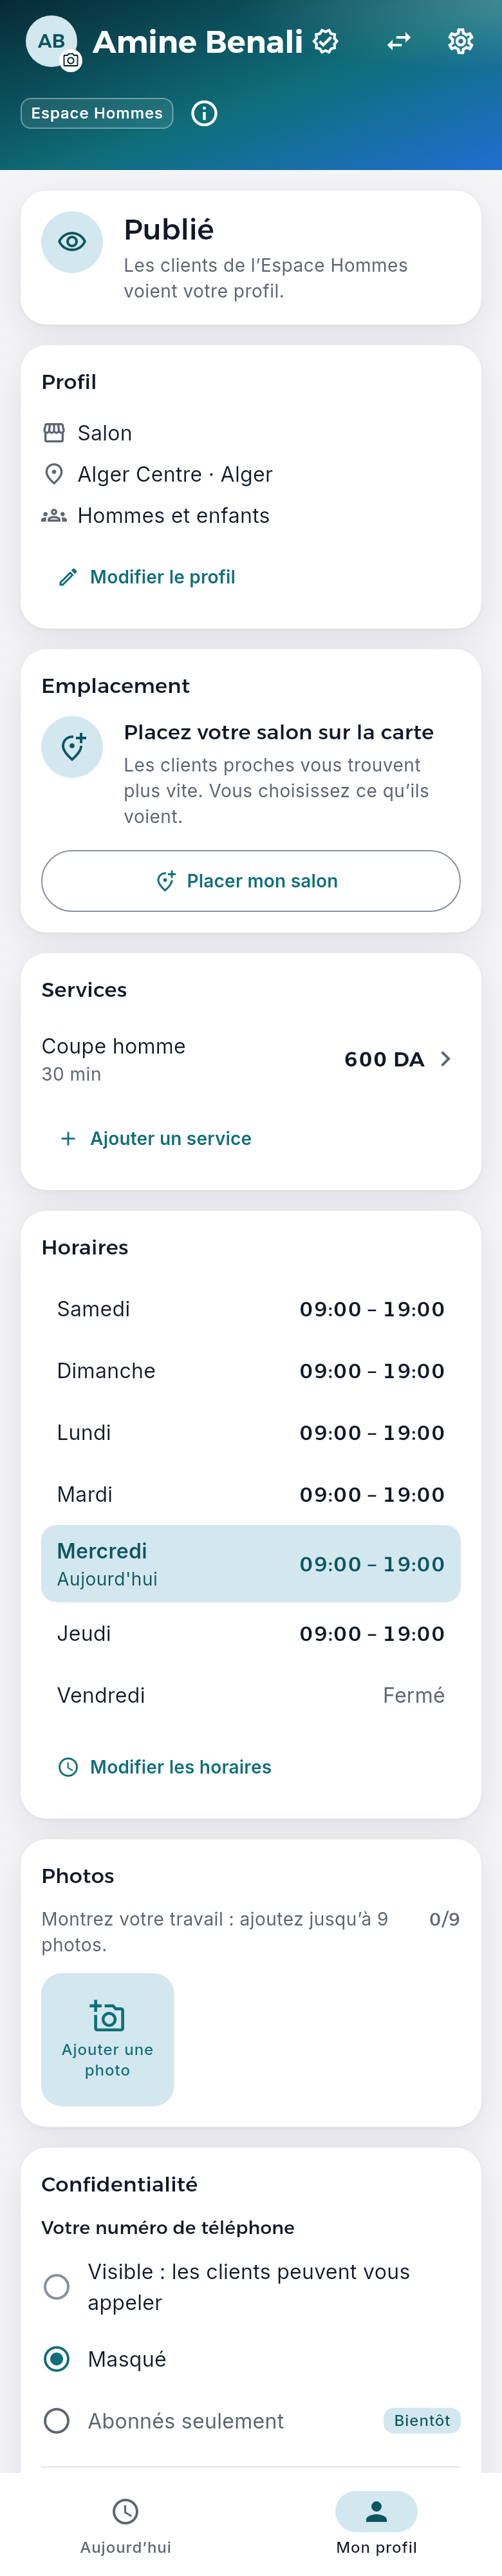 AB
Amine Benali
Espace Hommes
Publié
Les clients de l’Espace Hommes
voient votre profil.
Profil
Salon
Alger Centre · Alger
Hommes et enfants
Modifier le profil
Emplacement
Placez votre salon sur la carte
Les clients proches vous trouvent
plus vite. Vous choisissez ce qu’ils
voient.
Placer mon salon
Services
Coupe homme
600 DA
30 min
Ajouter un service
Horaires
Samedi 09:00 – 19:00
Dimanche 09:00 – 19:00
Lundi 09:00 – 19:00
Mardi 09:00 – 19:00
Mercredi 09:00 – 19:00
Aujourd'hui
Jeudi 09:00 – 19:00
Vendredi Fermé
Modifier les horaires
Photos
Montrez votre travail : ajoutez jusqu’à 9 0/9
photos.
Ajouter une
photo
Confidentialité
Votre numéro de téléphone
Visible : les clients peuvent vous
appeler
Masqué
Abonnés seulement Bientôt
Aujourd’hui Mon profil